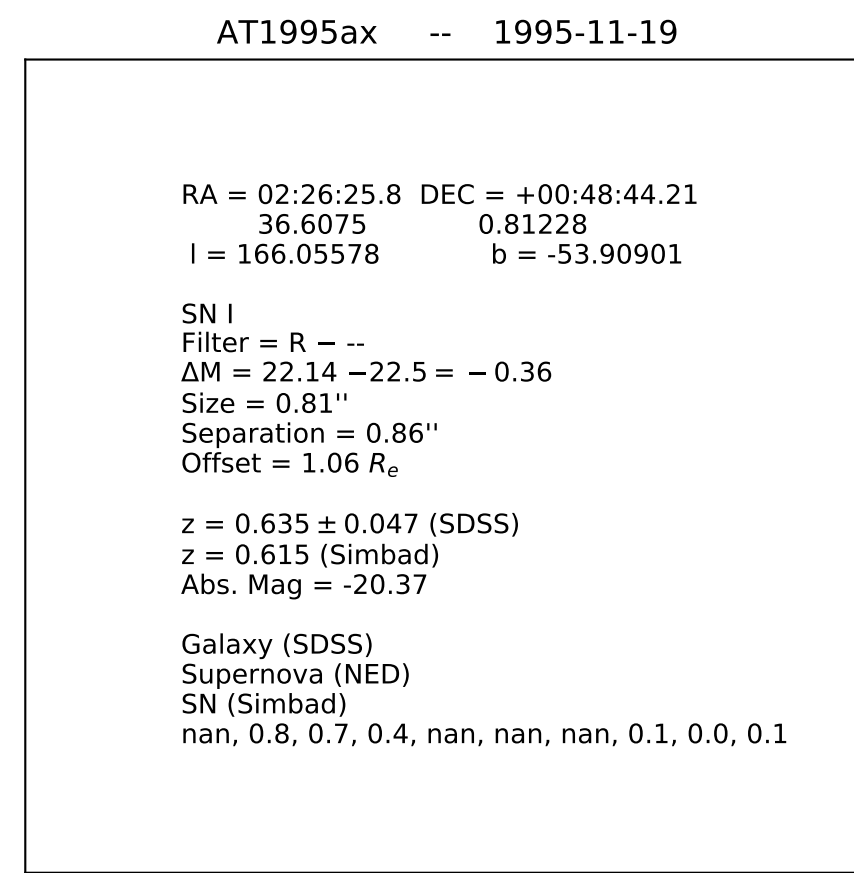 AT1995ax -- 1995-11-19
RA = 02:26:25.8 DEC = +00:48:44.21
36.6075 0.81228
l = 166.05578 b = -53.90901
SN I
Filter = R − --
ΔM = 22.14 −22.5 = −0.36
Size = 0.81''
Separation = 0.86''
Offset = 1.06 Rₑ
z = 0.635 ± 0.047 (SDSS)
z = 0.615 (Simbad)
Abs. Mag = -20.37
Galaxy (SDSS)
Supernova (NED)
SN (Simbad)
nan, 0.8, 0.7, 0.4, nan, nan, nan, 0.1, 0.0, 0.1